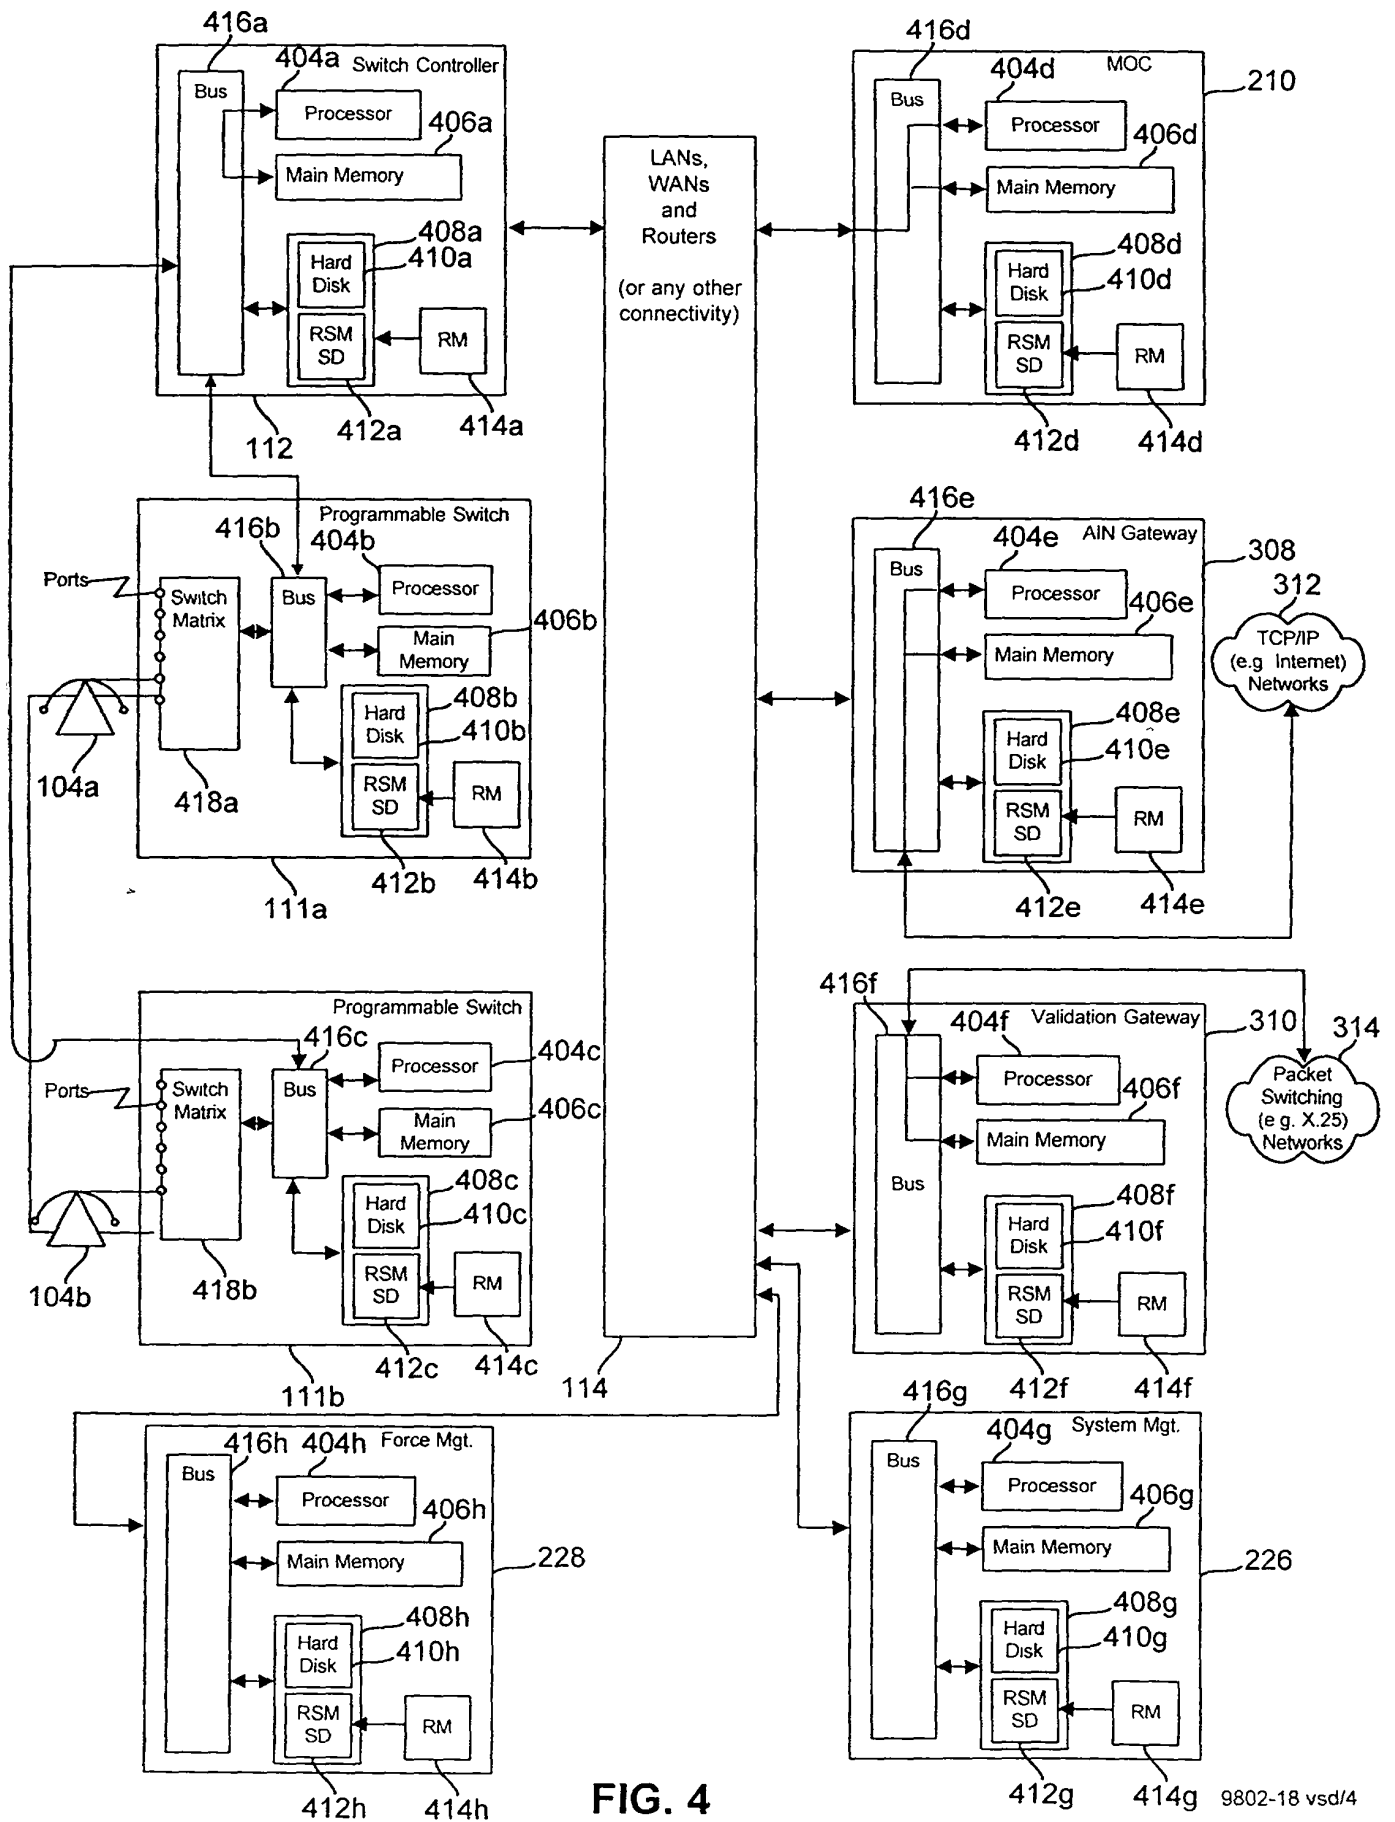 416a
404a
Switch Controller
Bus
Processor
406a
Main Memory
408a
410a
Hard
Disk
RSM
SD
RM
112
412a
414a
LANs,
WANs
and
Routers
(or any other
connectivity)
114
416d
404d
MOC
210
Bus
Processor
406d
Main Memory
408d
410d
Hard
Disk
RSM
SD
RM
412d
414d
Programmable Switch
416b
404b
Ports
Switch
Matrix
Bus
Processor
406b
Main
Memory
408b
410b
Hard
Disk
RSM
SD
RM
104a
418a
412b
414b
111a
416e
404e
AIN Gateway
308
Bus
Processor
406e
Main Memory
408e
410e
Hard
Disk
RSM
SD
RM
412e
414e
312
TCP/IP
(e.g Internet)
Networks
Programmable Switch
416c
404c
Ports
Switch
Matrix
Bus
Processor
406c
Main
Memory
408c
410c
Hard
Disk
RSM
SD
RM
104b
418b
412c
414c
111b
416f
404f
Validation Gateway
310
314
Processor
406f
Main Memory
Bus
408f
410f
Hard
Disk
RSM
SD
RM
412f
414f
Packet
Switching
(e g. X.25)
Networks
Force Mgt.
416h
404h
Bus
Processor
406h
Main Memory
228
408h
410h
Hard
Disk
RSM
SD
RM
412h
414h
416g
404g
System Mgt.
Bus
Processor
406g
Main Memory
226
408g
410g
Hard
Disk
RSM
SD
RM
412g
414g
FIG. 4
9802-18 vsd/4